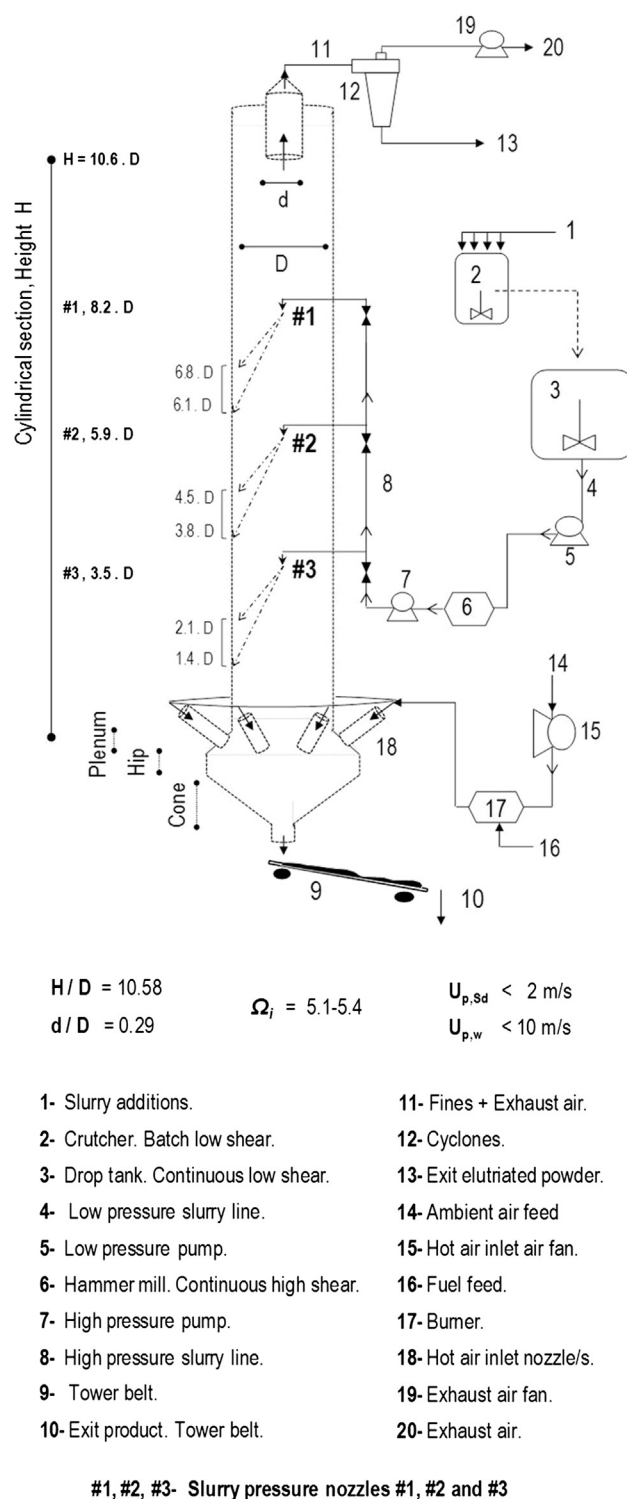 19
11
20
12
H = 10.6. D
13
d
1
D
2
Cylindrical section, Height H
#1, 8.2. D
#1
3
6.8. D
6.1. D
#2, 5.9. D
#2
4.5. D
8
4
3.8. D
5
#3, 3.5. D
#3
7
6
2.1. D
1.4. D
14
18
15
Plenum
Hip
17
Cone
16
9
10
H / D = 10.58
d / D = 0.29
Ωi = 5.1-5.4
Up,Sd < 2 m/s
Up,w < 10 m/s
1- Slurry additions.
2- Crutcher. Batch low shear.
3- Drop tank. Continuous low shear.
4- Low pressure slurry line.
5- Low pressure pump.
6- Hammer mill. Continuous high shear.
7- High pressure pump.
8- High pressure slurry line.
9- Tower belt.
10- Exit product. Tower belt.
11- Fines + Exhaust air.
12- Cyclones.
13- Exit elutriated powder.
14- Ambient air feed
15- Hot air inlet air fan.
16- Fuel feed.
17- Burner.
18- Hot air inlet nozzle/s.
19- Exhaust air fan.
20- Exhaust air.
#1, #2, #3- Slurry pressure nozzles #1, #2 and #3